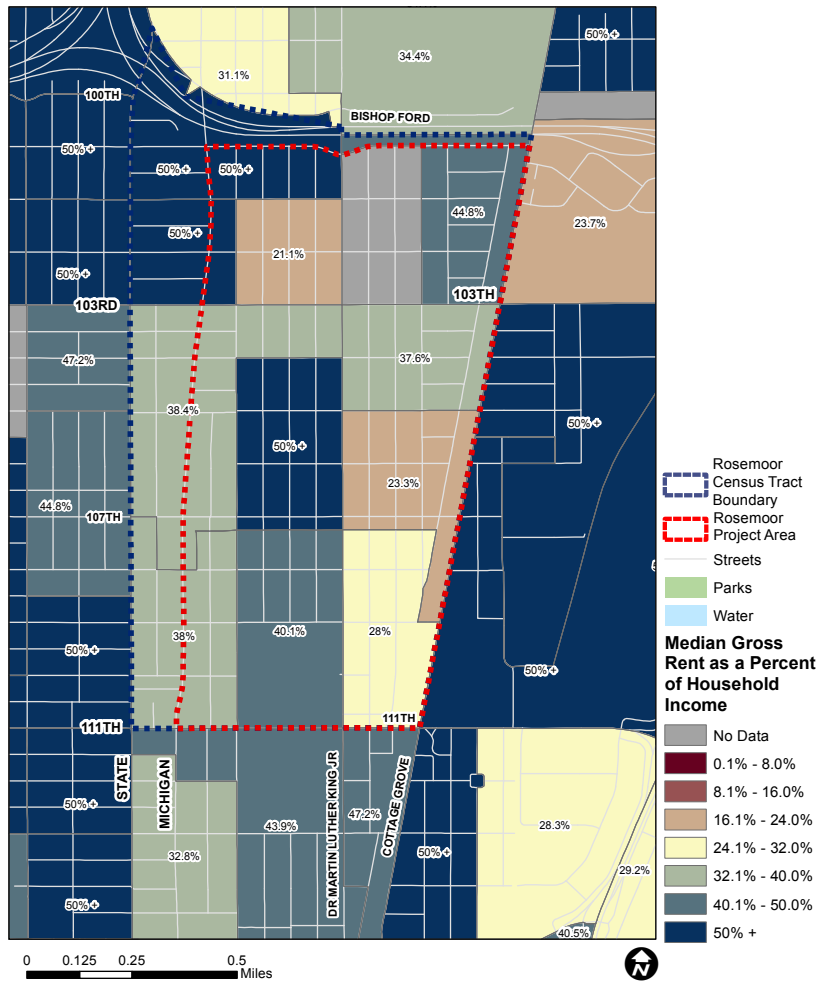 50% +
34.4%
31.1%
100TH
BISHOP FORD
50% +
50% +
50% +
44.8%
23.7%
50% +
21.1%
50% +
103TH
103RD
47.2%
37.6%
38.4%
50% +
50% +
23.3%
44.8%
107TH
40.1%
28%
38%
50% +
50% +
111TH
111TH
STATE
MICHIGAN
DR MARTIN LUTHER KING JR
COTTAGE GROVE
50% +
47.2%
43.9%
28.3%
32.8%
50% +
29.2%
50% +
40.5%
Rosemoor
Census Tract
Boundary
Rosemoor
Project Area
Streets
Parks
Water
Median Gross
Rent as a Percent
of Household
Income
No Data
0.1% - 8.0%
8.1% - 16.0%
16.1% - 24.0%
24.1% - 32.0%
32.1% - 40.0%
40.1% - 50.0%
50% +
0 0.125 0.25 0.5
Miles
N